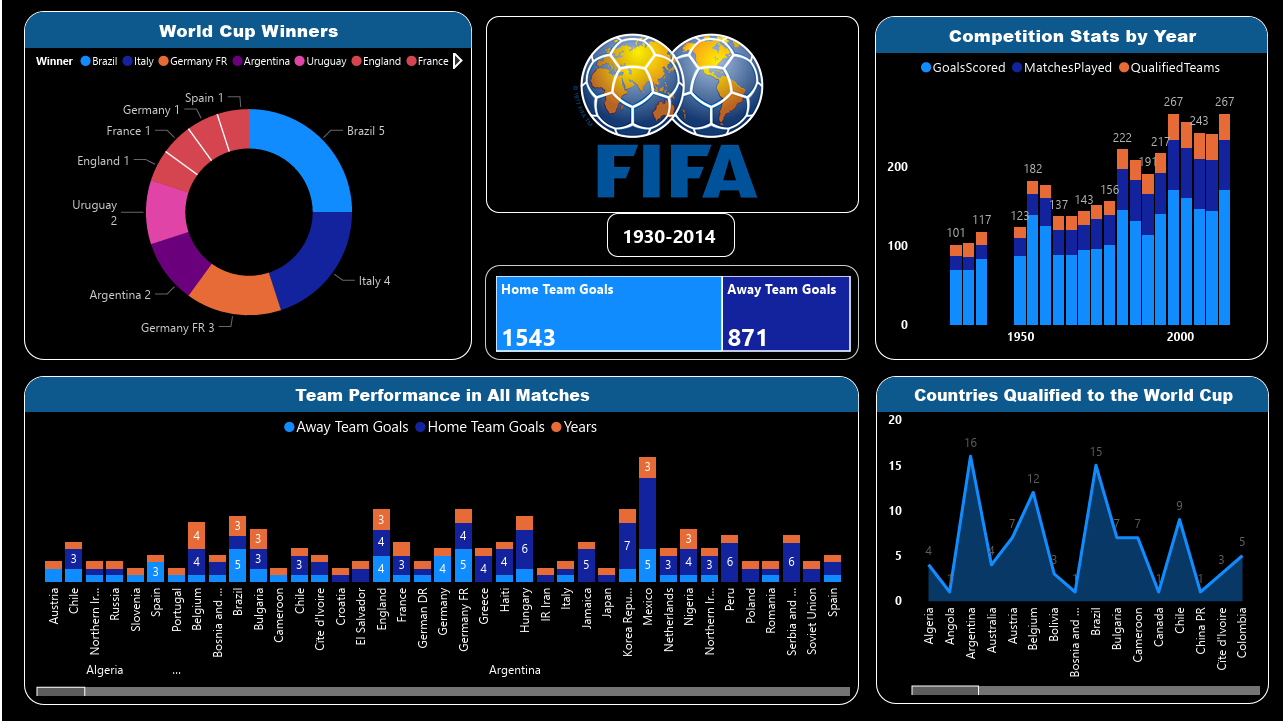 World Cup Winners
Winner Brazil Italy Germany FR Argentina Uruguay England France
Spain 1
Germany 1
France 1
England 1
Uruguay
2
Argentina 2
Germany FR 3
Italy 4
Brazil 5
FIFA
1930-2014
Home Team Goals
1543
Away Team Goals
871
Competition Stats by Year
GoalsScored MatchesPlayed QualifiedTeams
200
100
0
101
117
123
182
137
143
156
222
191
217
267
243
267
1950
2000
Team Performance in All Matches
Away Team Goals Home Team Goals Years
3
3
4
4
5
3
3
3
3
4
4
3
4
4
5
4
4
6
5
7
3
5
3
4
3
6
6
Austria
Chile
Northern Ir...
Russia
Slovenia
Spain
Portugal
Belgium
Bosnia and ...
Brazil
Bulgaria
Cameroon
Chile
Côte d'Ivoire
Croatia
El Salvador
England
France
German DR
Germany
Germany FR
Greece
Haiti
Hungary
IR Iran
Italy
Jamaica
Japan
Korea Repu...
Mexico
Netherlands
Nigeria
Northern Ir...
Peru
Poland
Romania
Serbia and ...
Soviet Union
Spain
Algeria
...
Argentina
Countries Qualified to the World Cup
20
15
10
5
0
4
1
16
4
7
12
3
1
15
7
7
1
9
1
3
5
Algeria
Angola
Argentina
Australia
Austria
Belgium
Bolivia
Bosnia and ...
Brazil
Bulgaria
Cameroon
Canada
Chile
China PR
Côte d'Ivoire
Colombia